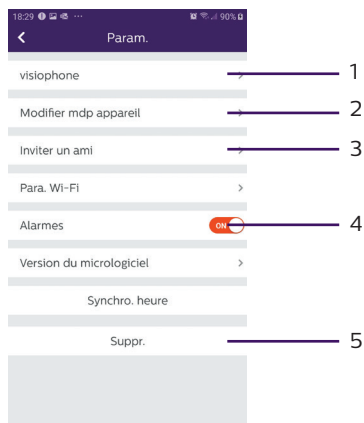 18:29 90%
Param.
visiophone 1
Modifier mdp appareil 2
Inviter un ami 3
Para. Wi-Fi
Alarmes ON 4
Version du micrologiciel
Synchro. heure
Suppr. 5